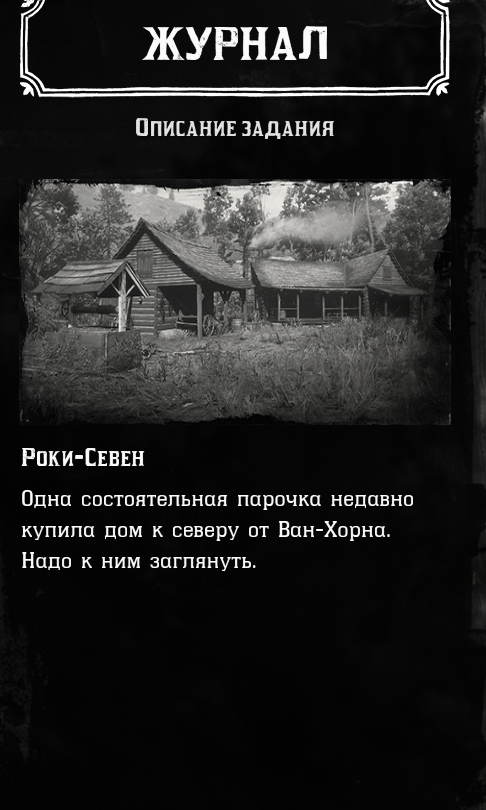 ЖУРНАЛ
Описание задания
Роки-Севен
Одна состоятельная парочка недавно
купила дом к северу от Ван-Хорна.
Надо к ним заглянуть.